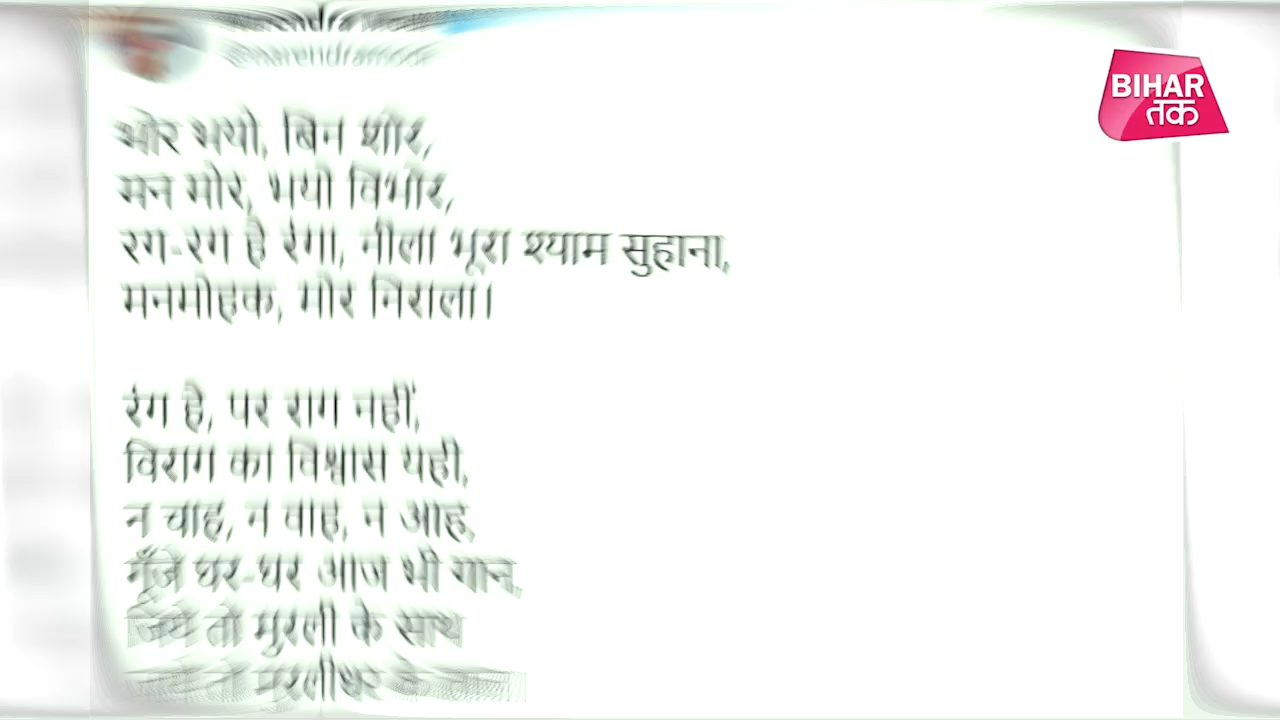 BIHAR
तक
भोर भयो, बिन शोर,
मन मोर, भयो विभोर,
रग-रग है रंगा, नीला भूरा श्याम सुहाना,
मनमोहक, मोर निराला।
रंग है, पर राग नहीं,
विराग का विश्वास यही,
न चाह, न वाह, न आह,
गूँजे घर-घर आज भी गान,
जिये तो मुरली के साथ
मुरलीधर के